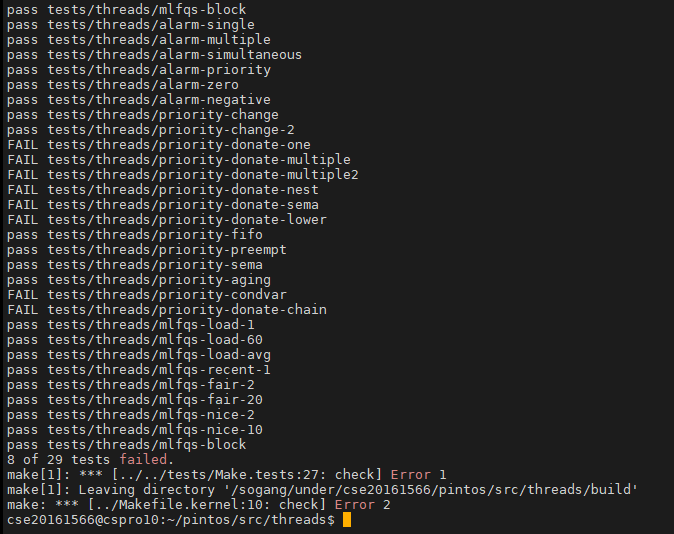 pass tests/threads/mlfqs-block
pass tests/threads/alarm-single
pass tests/threads/alarm-multiple
pass tests/threads/alarm-simultaneous
pass tests/threads/alarm-priority
pass tests/threads/alarm-zero
pass tests/threads/alarm-negative
pass tests/threads/priority-change
pass tests/threads/priority-change-2
FAIL tests/threads/priority-donate-one
FAIL tests/threads/priority-donate-multiple
FAIL tests/threads/priority-donate-multiple2
FAIL tests/threads/priority-donate-nest
FAIL tests/threads/priority-donate-sema
FAIL tests/threads/priority-donate-lower
pass tests/threads/priority-fifo
pass tests/threads/priority-preempt
pass tests/threads/priority-sema
pass tests/threads/priority-aging
FAIL tests/threads/priority-condvar
FAIL tests/threads/priority-donate-chain
pass tests/threads/mlfqs-load-1
pass tests/threads/mlfqs-load-60
pass tests/threads/mlfqs-load-avg
pass tests/threads/mlfqs-recent-1
pass tests/threads/mlfqs-fair-2
pass tests/threads/mlfqs-fair-20
pass tests/threads/mlfqs-nice-2
pass tests/threads/mlfqs-nice-10
pass tests/threads/mlfqs-block
8 of 29 tests failed.
make[1]: *** [../../tests/Make.tests:27: check] Error 1
make[1]: Leaving directory '/sogang/under/cse20161566/pintos/src/threads/build'
make: *** [../Makefile.kernel:10: check] Error 2
cse20161566@cspro10:~/pintos/src/threads$